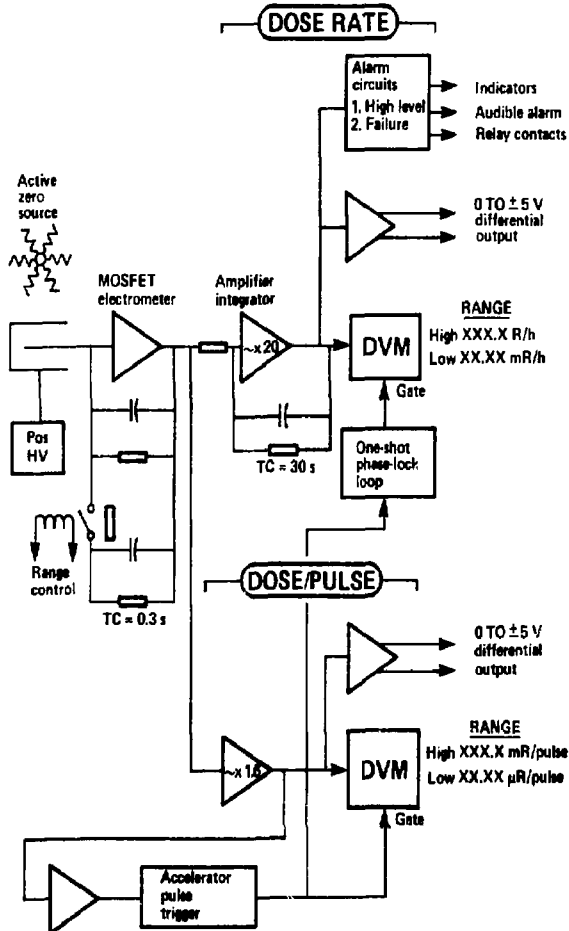 DOSE RATE
Alarm
circuits
1. High level
2. Failure
Indicators
Audible alarm
Relay contacts
Active
zero
source
0 TO ±5 V
differential
output
MOSFET
electrometer
Amplifier
integrator
~x 20
DVM
Gate
RANGE
High XXX.X R/h
Low XX.XX mR/h
Pos
HV
TC = 30 s
One-shot
phase-lock
loop
Range
control
TC = 0.3 s
DOSE/PULSE
0 TO ±5 V
differential
output
~x 1.6
DVM
Gate
RANGE
High XXX.X mR/pulse
Low XX.XX µR/pulse
Accelerator
pulse
trigger